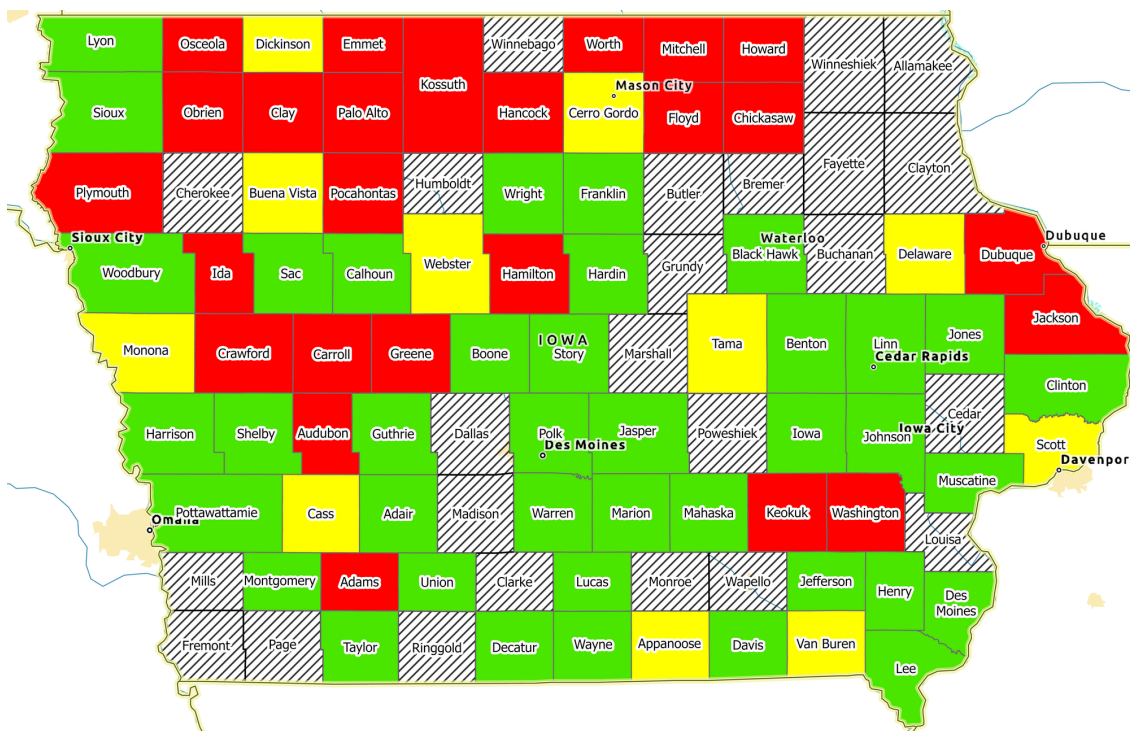 Lyon
Osceola
Dickinson
Emmet
Kossuth
Winnebago
Worth
Mitchell
Howard
Winneshiek
Allamakee
Sioux
Obrien
Clay
Palo Alto
Hancock
Mason City
Cerro Gordo
Floyd
Chickasaw
Fayette
Clayton
Plymouth
Cherokee
Buena Vista
Pocahontas
Humboldt
Wright
Franklin
Butler
Bremer
Sioux City
Woodbury
Ida
Sac
Calhoun
Webster
Hamilton
Hardin
Grundy
Waterloo
Black Hawk
Buchanan
Delaware
Dubuque
Dubuque
Monona
Crawford
Carroll
Greene
Boone
IOWA
Story
Marshall
Tama
Benton
Linn
Cedar Rapids
Jones
Jackson
Clinton
Harrison
Shelby
Audubon
Guthrie
Dallas
Polk
Des Moines
Jasper
Poweshiek
Iowa
Johnson
Iowa City
Cedar
Scott
Davenpor
Muscatine
Pottawattamie
Omaha
Cass
Adair
Madison
Warren
Marion
Mahaska
Keokuk
Washington
Louisa
Mills
Montgomery
Adams
Union
Clarke
Lucas
Monroe
Wapello
Jefferson
Henry
Des
Moines
Fremont
Page
Taylor
Ringgold
Decatur
Wayne
Appanoose
Davis
Van Buren
Lee